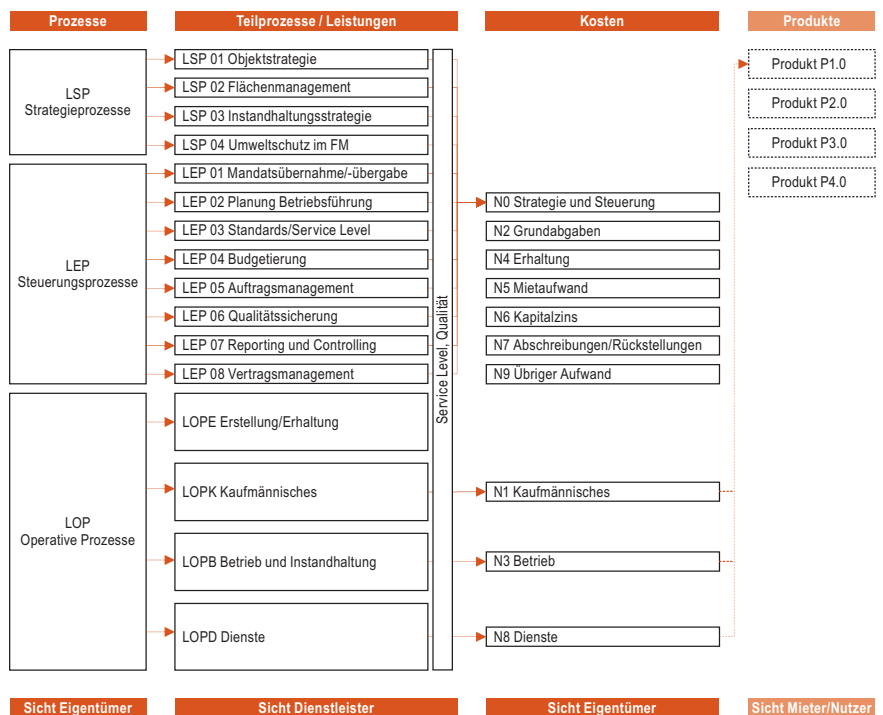 Prozesse
Teilprozesse / Leistungen
Kosten
Produkte
LSP
Strategieprozesse
LSP 01 Objektstrategie
LSP 02 Flächenmanagement
LSP 03 Instandhaltungsstrategie
LSP 04 Umweltschutz im FM
LEP
Steuerungsprozesse
LEP 01 Mandatsübernahme/-übergabe
LEP 02 Planung Betriebsführung
LEP 03 Standards/Service Level
LEP 04 Budgetierung
LEP 05 Auftragsmanagement
LEP 06 Qualitätssicherung
LEP 07 Reporting und Controlling
LEP 08 Vertragsmanagement
LOP
Operative Prozesse
LOPE Erstellung/Erhaltung
LOPK Kaufmännisches
LOPB Betrieb und Instandhaltung
LOPD Dienste
Service Level, Qualität
N0 Strategie und Steuerung
N2 Grundabgaben
N4 Erhaltung
N5 Mietaufwand
N6 Kapitalzins
N7 Abschreibungen/Rückstellungen
N9 Übriger Aufwand
N1 Kaufmännisches
N3 Betrieb
N8 Dienste
Produkt P1.0
Produkt P2.0
Produkt P3.0
Produkt P4.0
Sicht Eigentümer
Sicht Dienstleister
Sicht Eigentümer
Sicht Mieter/Nutzer